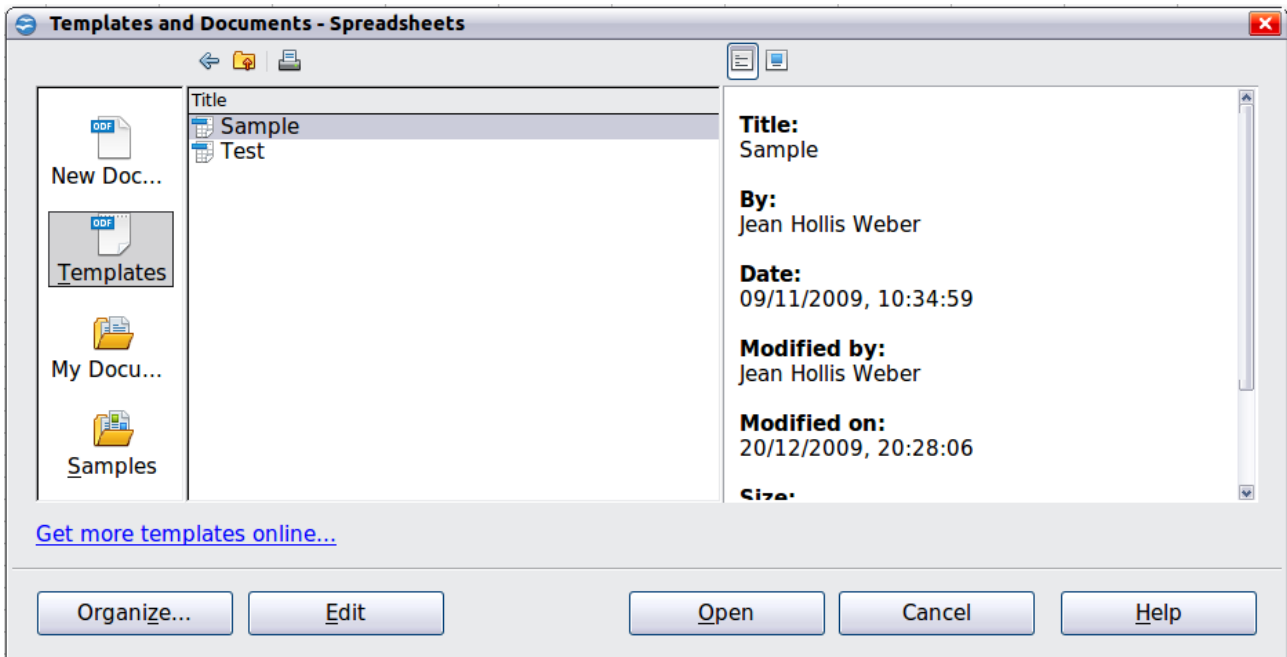 Templates and Documents - Spreadsheets
ODF
New Doc...
ODF
Templates
My Docu...
Samples
Title
Sample
Test
Title:
Sample
By:
Jean Hollis Weber
Date:
09/11/2009, 10:34:59
Modified by:
Jean Hollis Weber
Modified on:
20/12/2009, 20:28:06
Size:
Get more templates online...
Organize...
Edit
Open
Cancel
Help